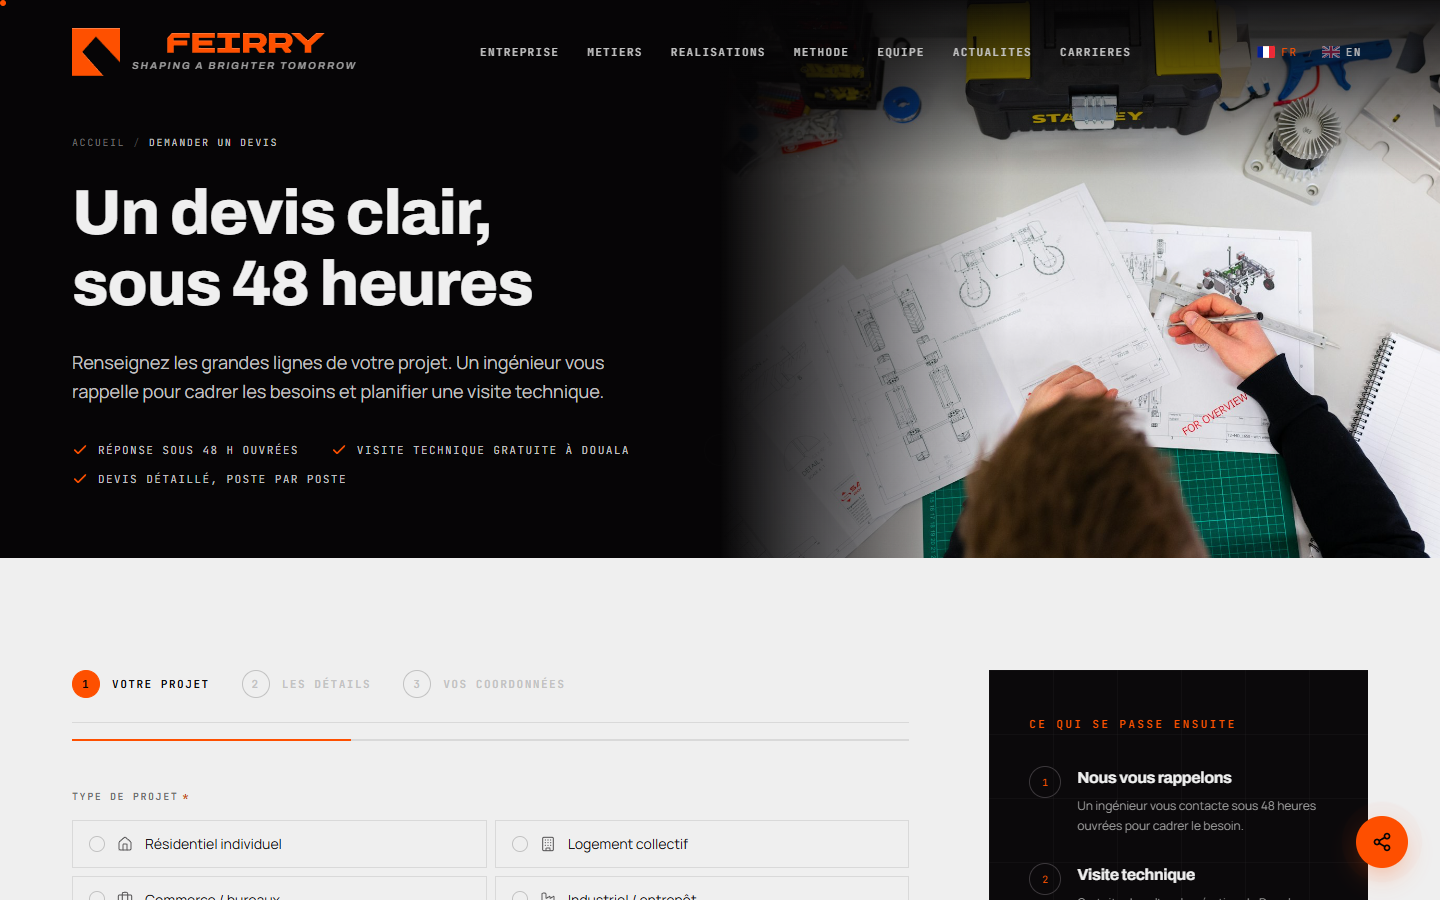 FEIRRY
SHAPING A BRIGHTER TOMORROW
ENTREPRISE
METIERS
REALISATIONS
METHODE
EQUIPE
ACTUALITES
CARRIERES
FR / EN
ACCUEIL / DEMANDER UN DEVIS
Un devis clair,
sous 48 heures
Renseignez les grandes lignes de votre projet. Un ingénieur vous
rappelle pour cadrer les besoins et planifier une visite technique.
RÉPONSE SOUS 48 H OUVRÉES
VISITE TECHNIQUE GRATUITE À DOUALA
DEVIS DÉTAILLÉ, POSTE PAR POSTE
FOR OVERVIEW
1 VOTRE PROJET
2 LES DÉTAILS
3 VOS COORDONNÉES
TYPE DE PROJET *
Résidentiel individuel
Logement collectif
Commerce / bureaux
Industriel / entrepôt
CE QUI SE PASSE ENSUITE
1 Nous vous rappelons
Un ingénieur vous contacte sous 48 heures
ouvrées pour cadrer le besoin.
2 Visite technique